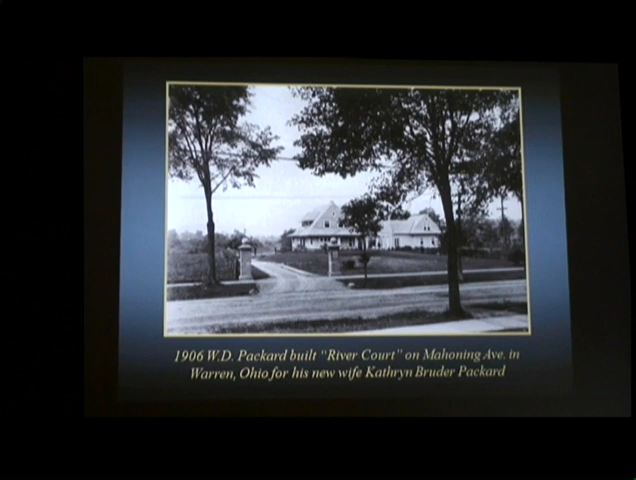 1906 W.D. Packard built "River Court" on Mahoning Ave. in
Warren, Ohio for his new wife Kathryn Bruder Packard